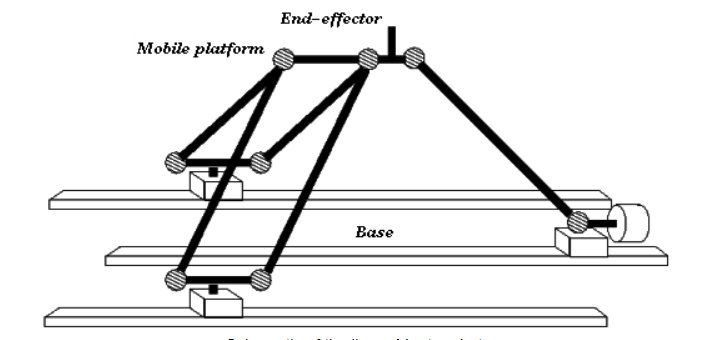 End-effector
Mobile platform
Base